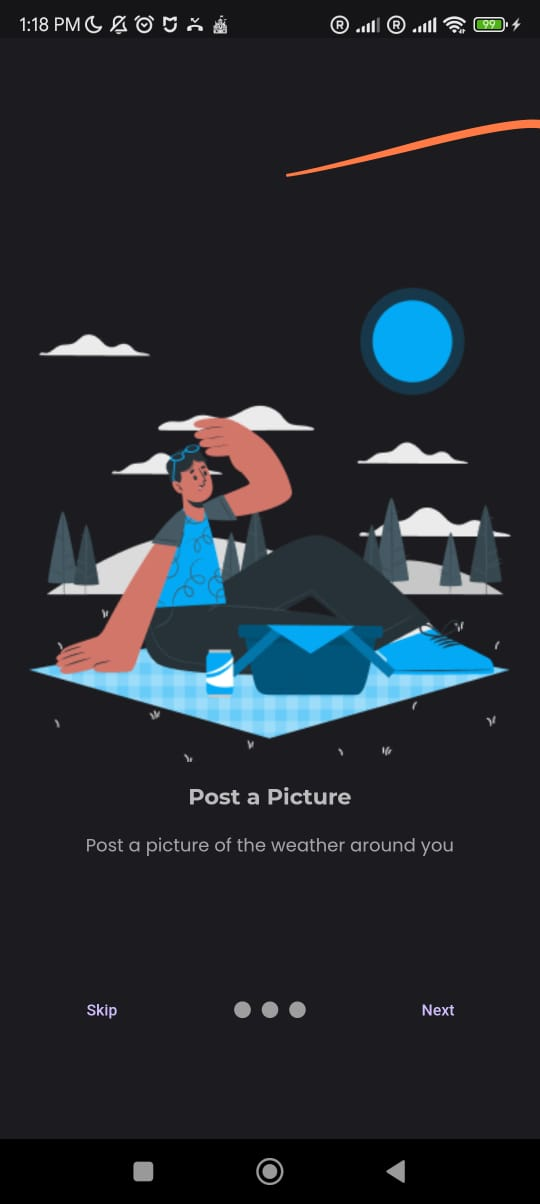 1:18 PM
99
Post a Picture
Post a picture of the weather around you
Skip
Next